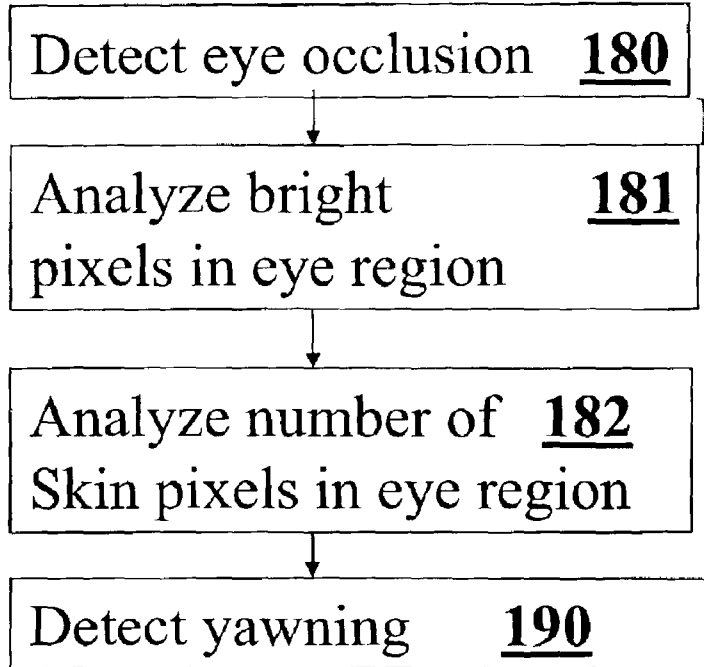 Detect eye occlusion 180
Analyze bright 181
pixels in eye region
Analyze number of 182
Skin pixels in eye region
Detect yawning 190